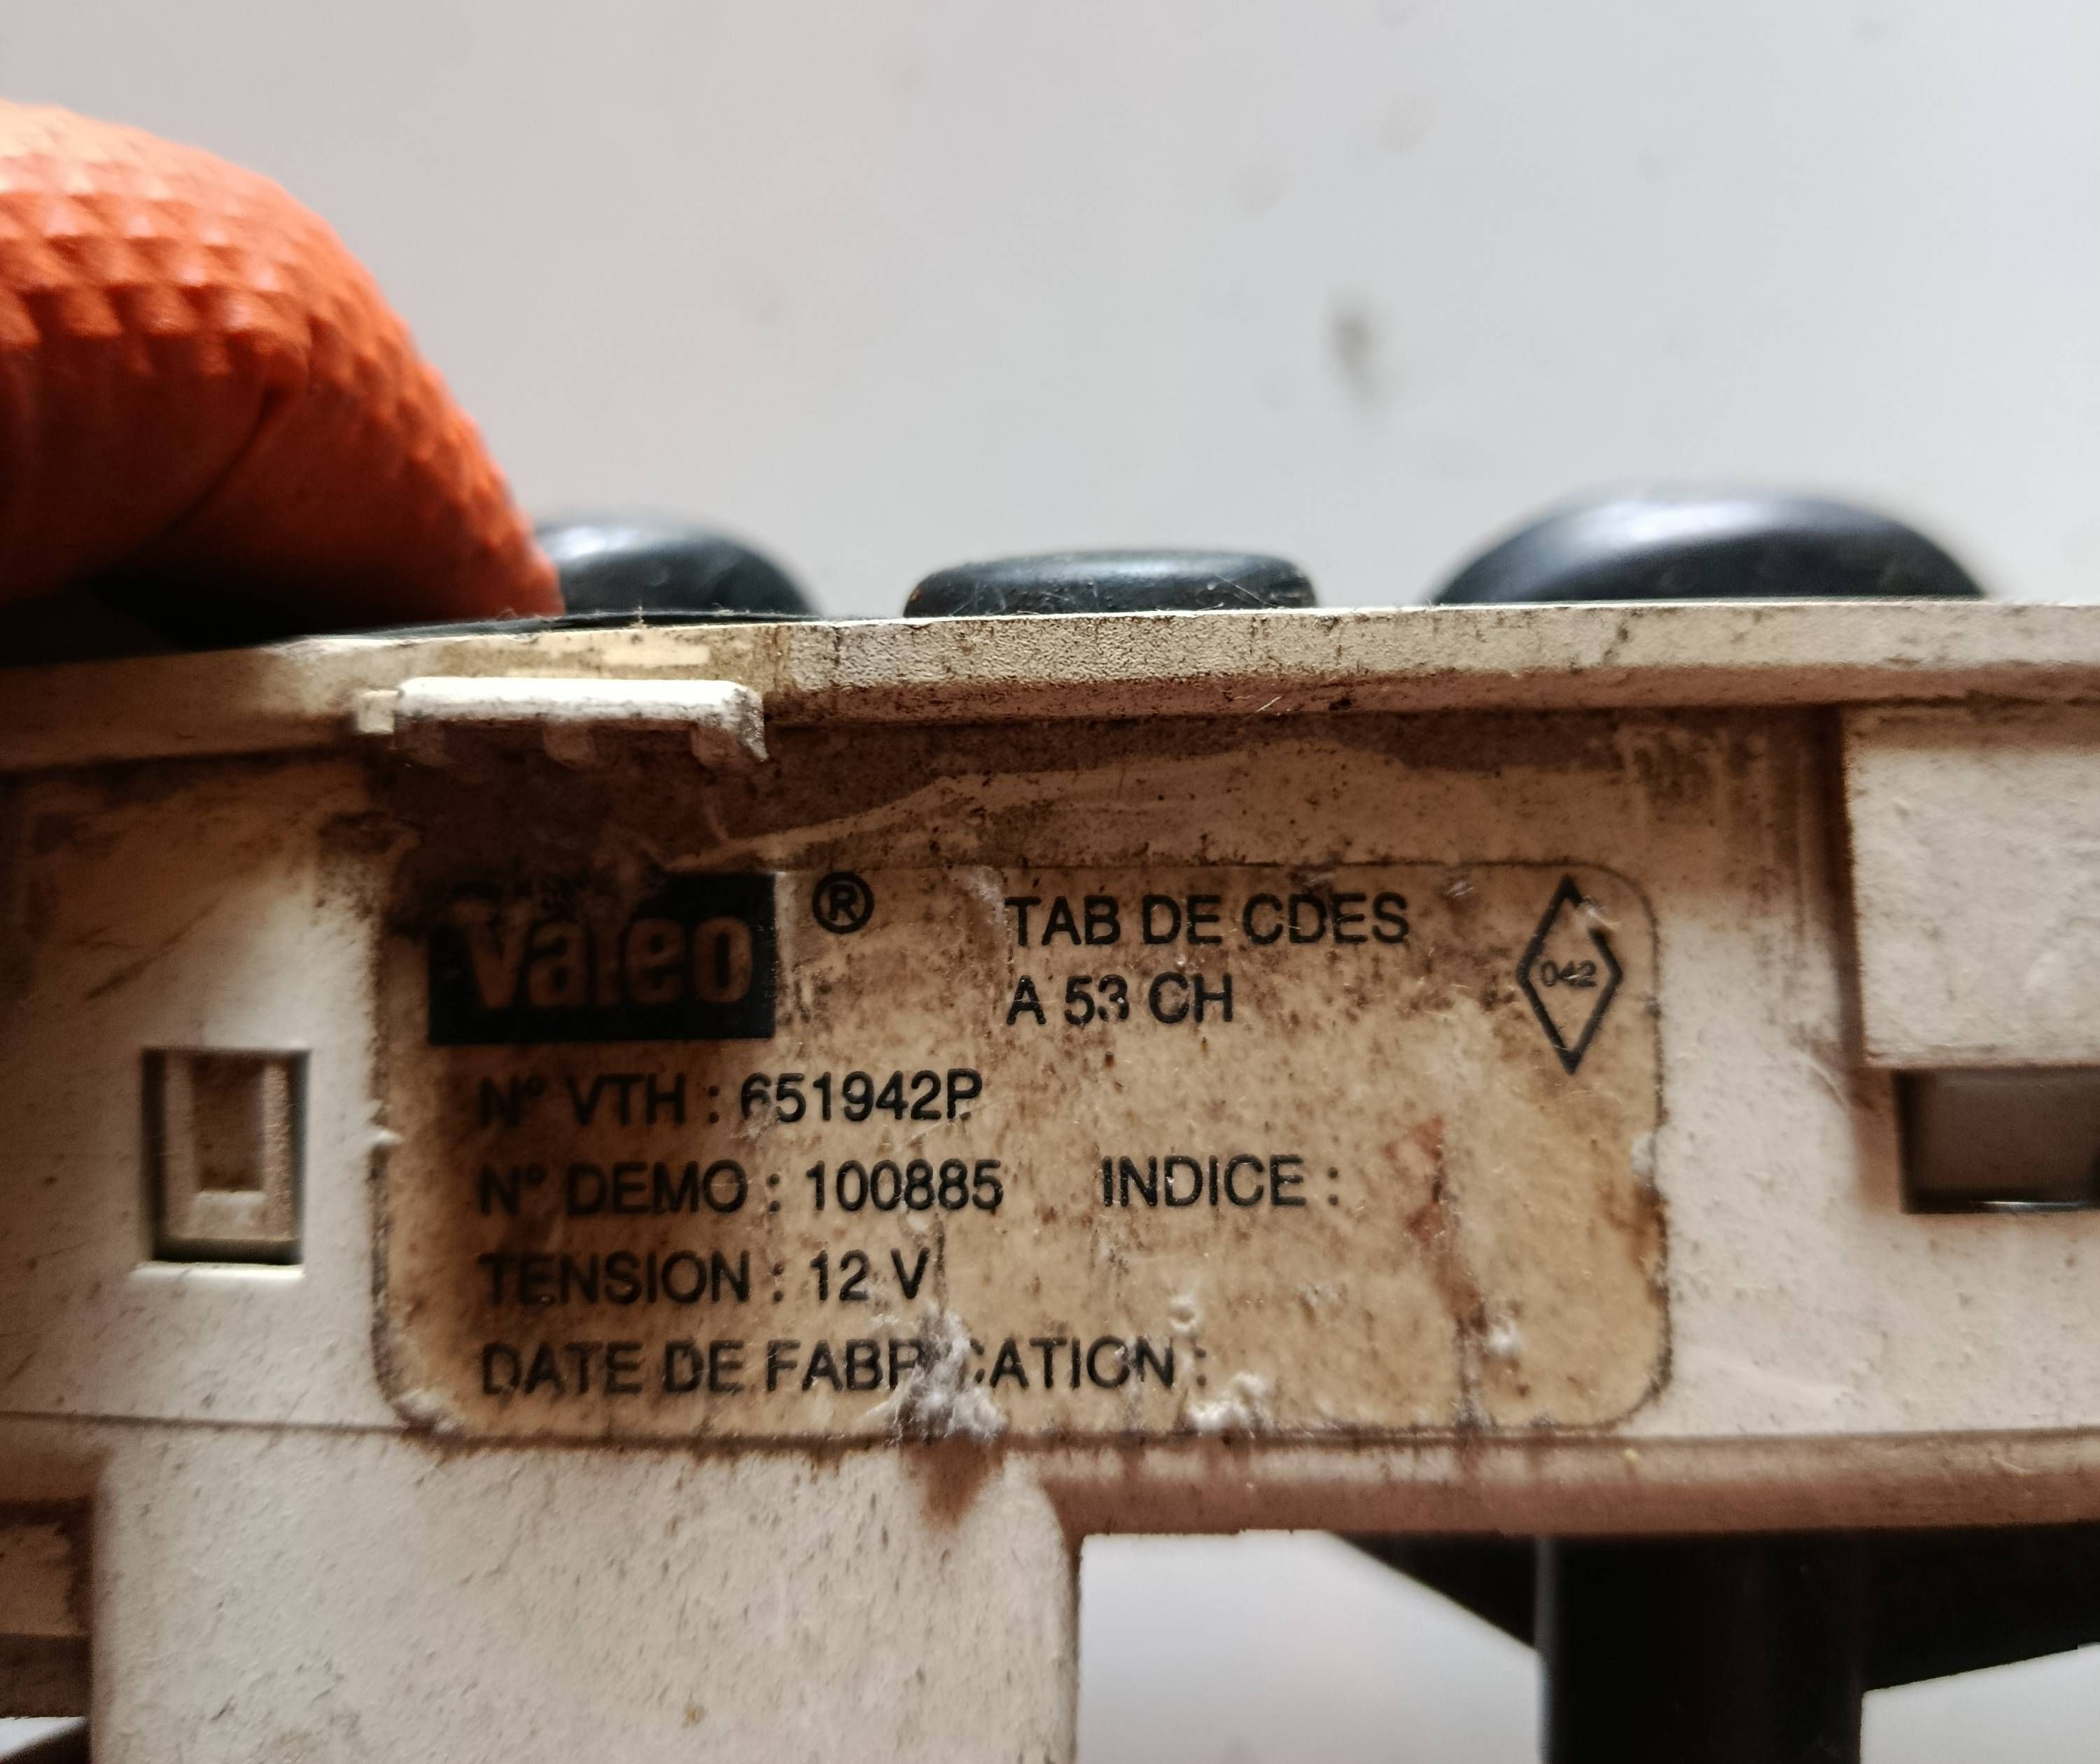 Valeo ®
TAB DE CDES
A 53 CH
042
N° VTH : 651942P
N° DEMO : 100885 INDICE :
TENSION : 12 V
DATE DE FABRICATION :